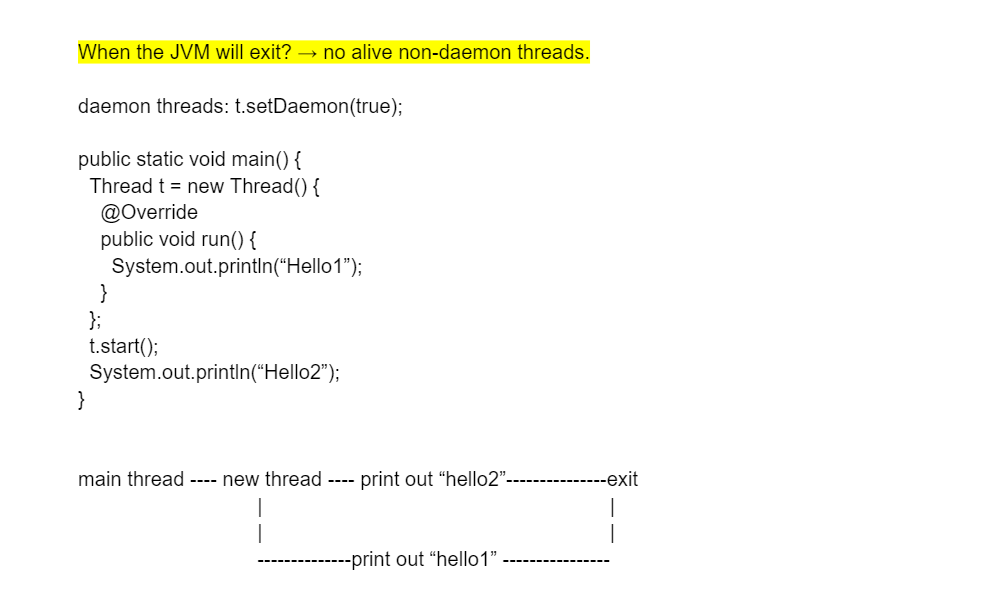 When the JVM will exit? → no alive non-daemon threads.
daemon threads: t.setDaemon(true);
public static void main() {
Thread t = new Thread() {
@Override
public void run() {
System.out.println(“Hello1”);
}
};
t.start();
System.out.println(“Hello2”);
}
main thread ---- new thread ---- print out “hello2”---------------exit
| |
| |
--------------print out “hello1” ----------------